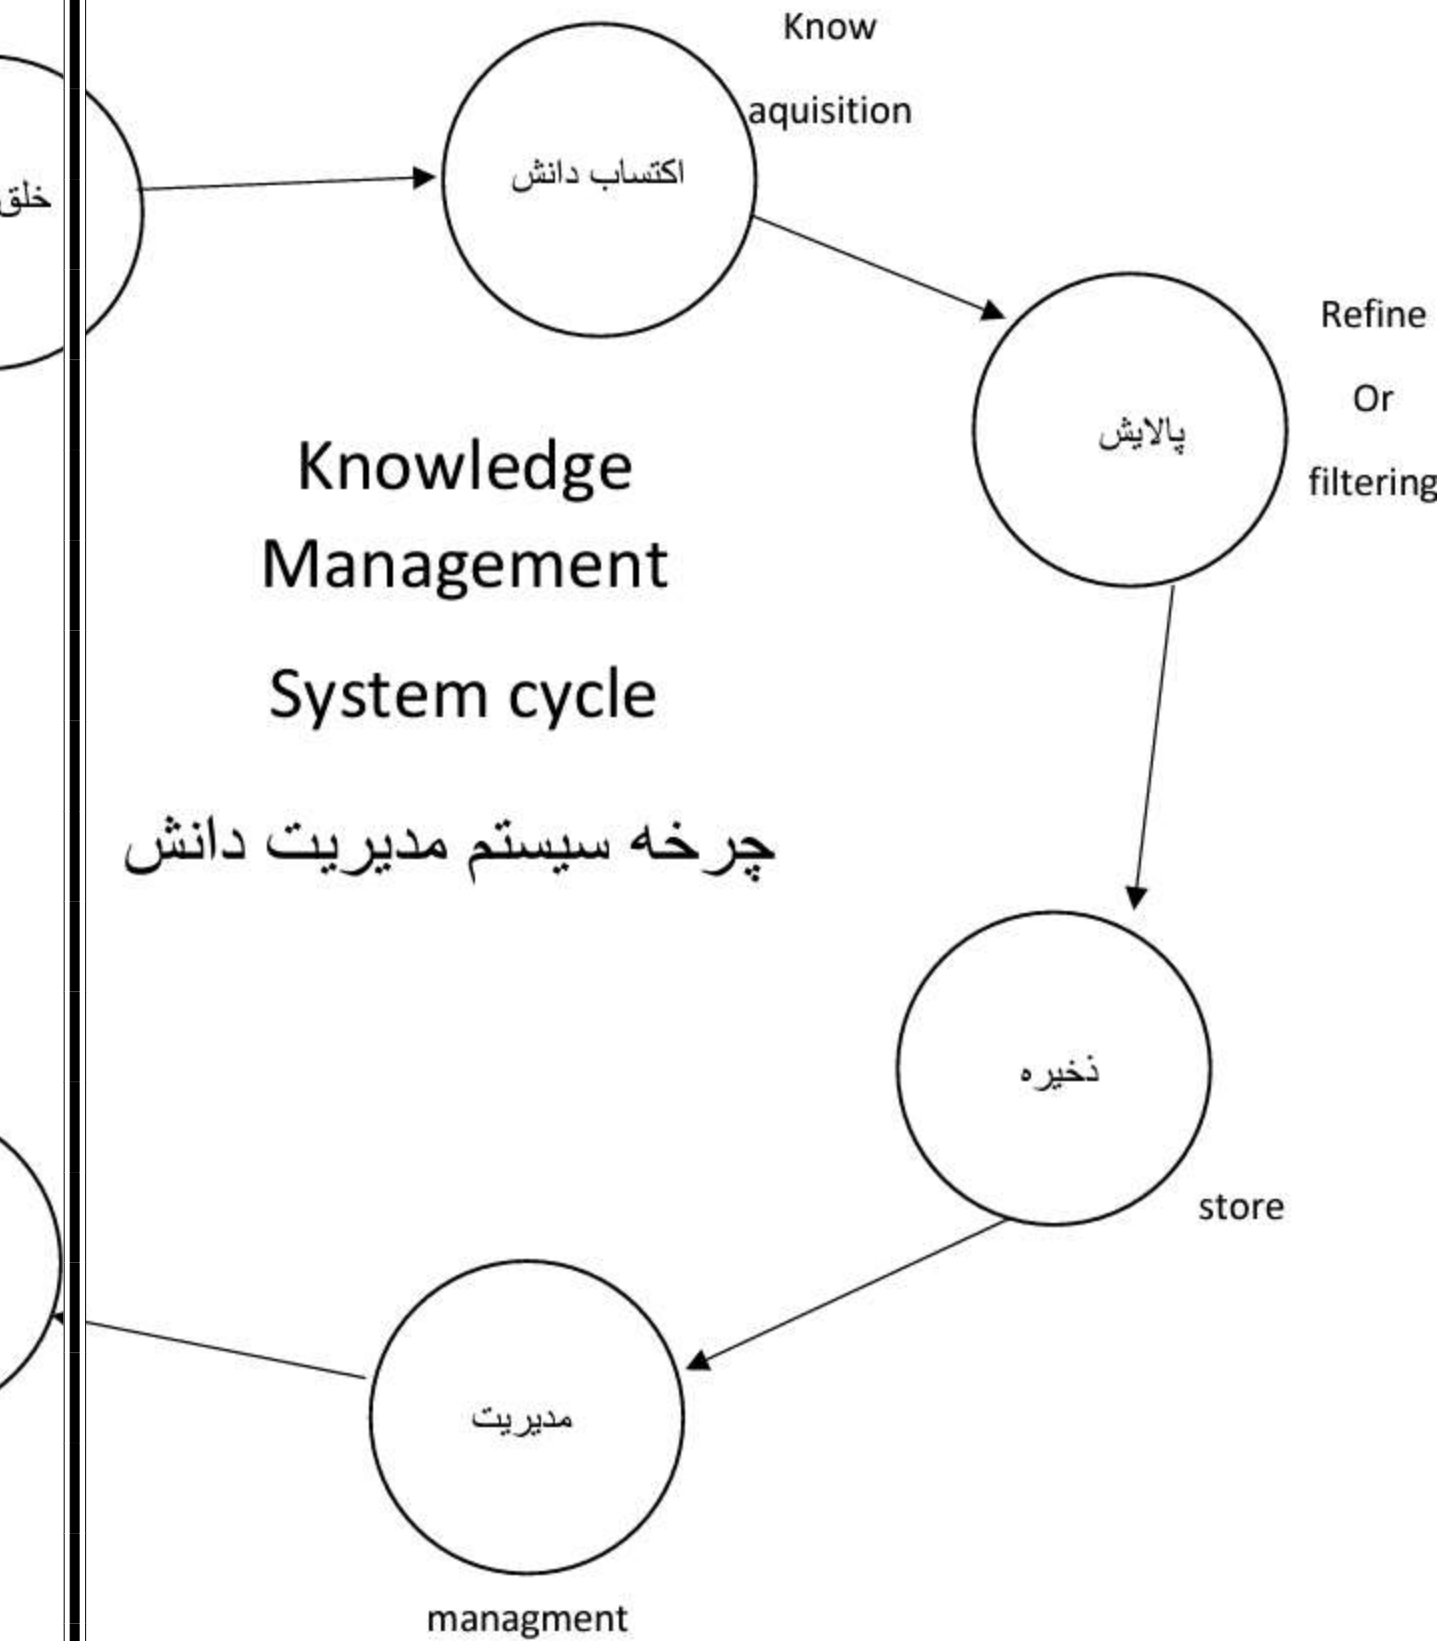 Know
aquisition
اکتساب دانش
خلق
Refine
Or
filtering
پالایش
Knowledge
Management
System cycle
چرخه سیستم مدیریت دانش
ذخیره
store
مدیریت
managment